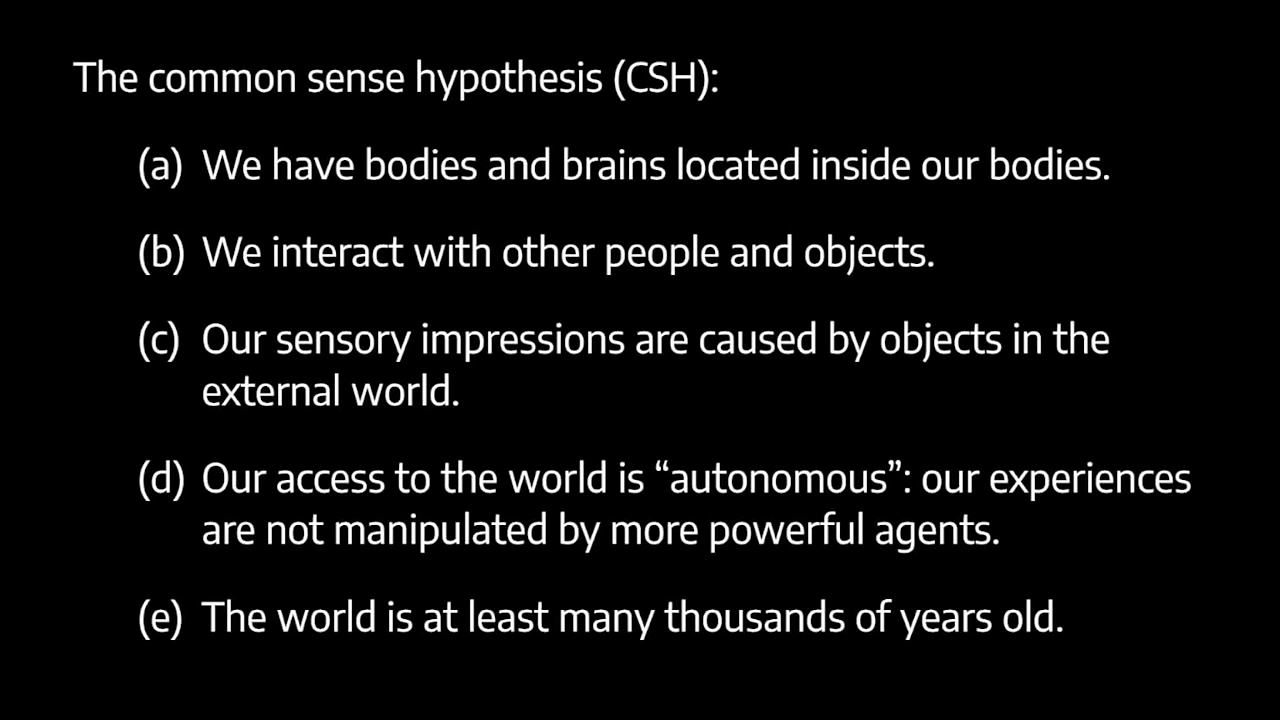 The common sense hypothesis (CSH):
(a) We have bodies and brains located inside our bodies.
(b) We interact with other people and objects.
(c) Our sensory impressions are caused by objects in the
external world.
(d) Our access to the world is “autonomous”: our experiences
are not manipulated by more powerful agents.
(e) The world is at least many thousands of years old.